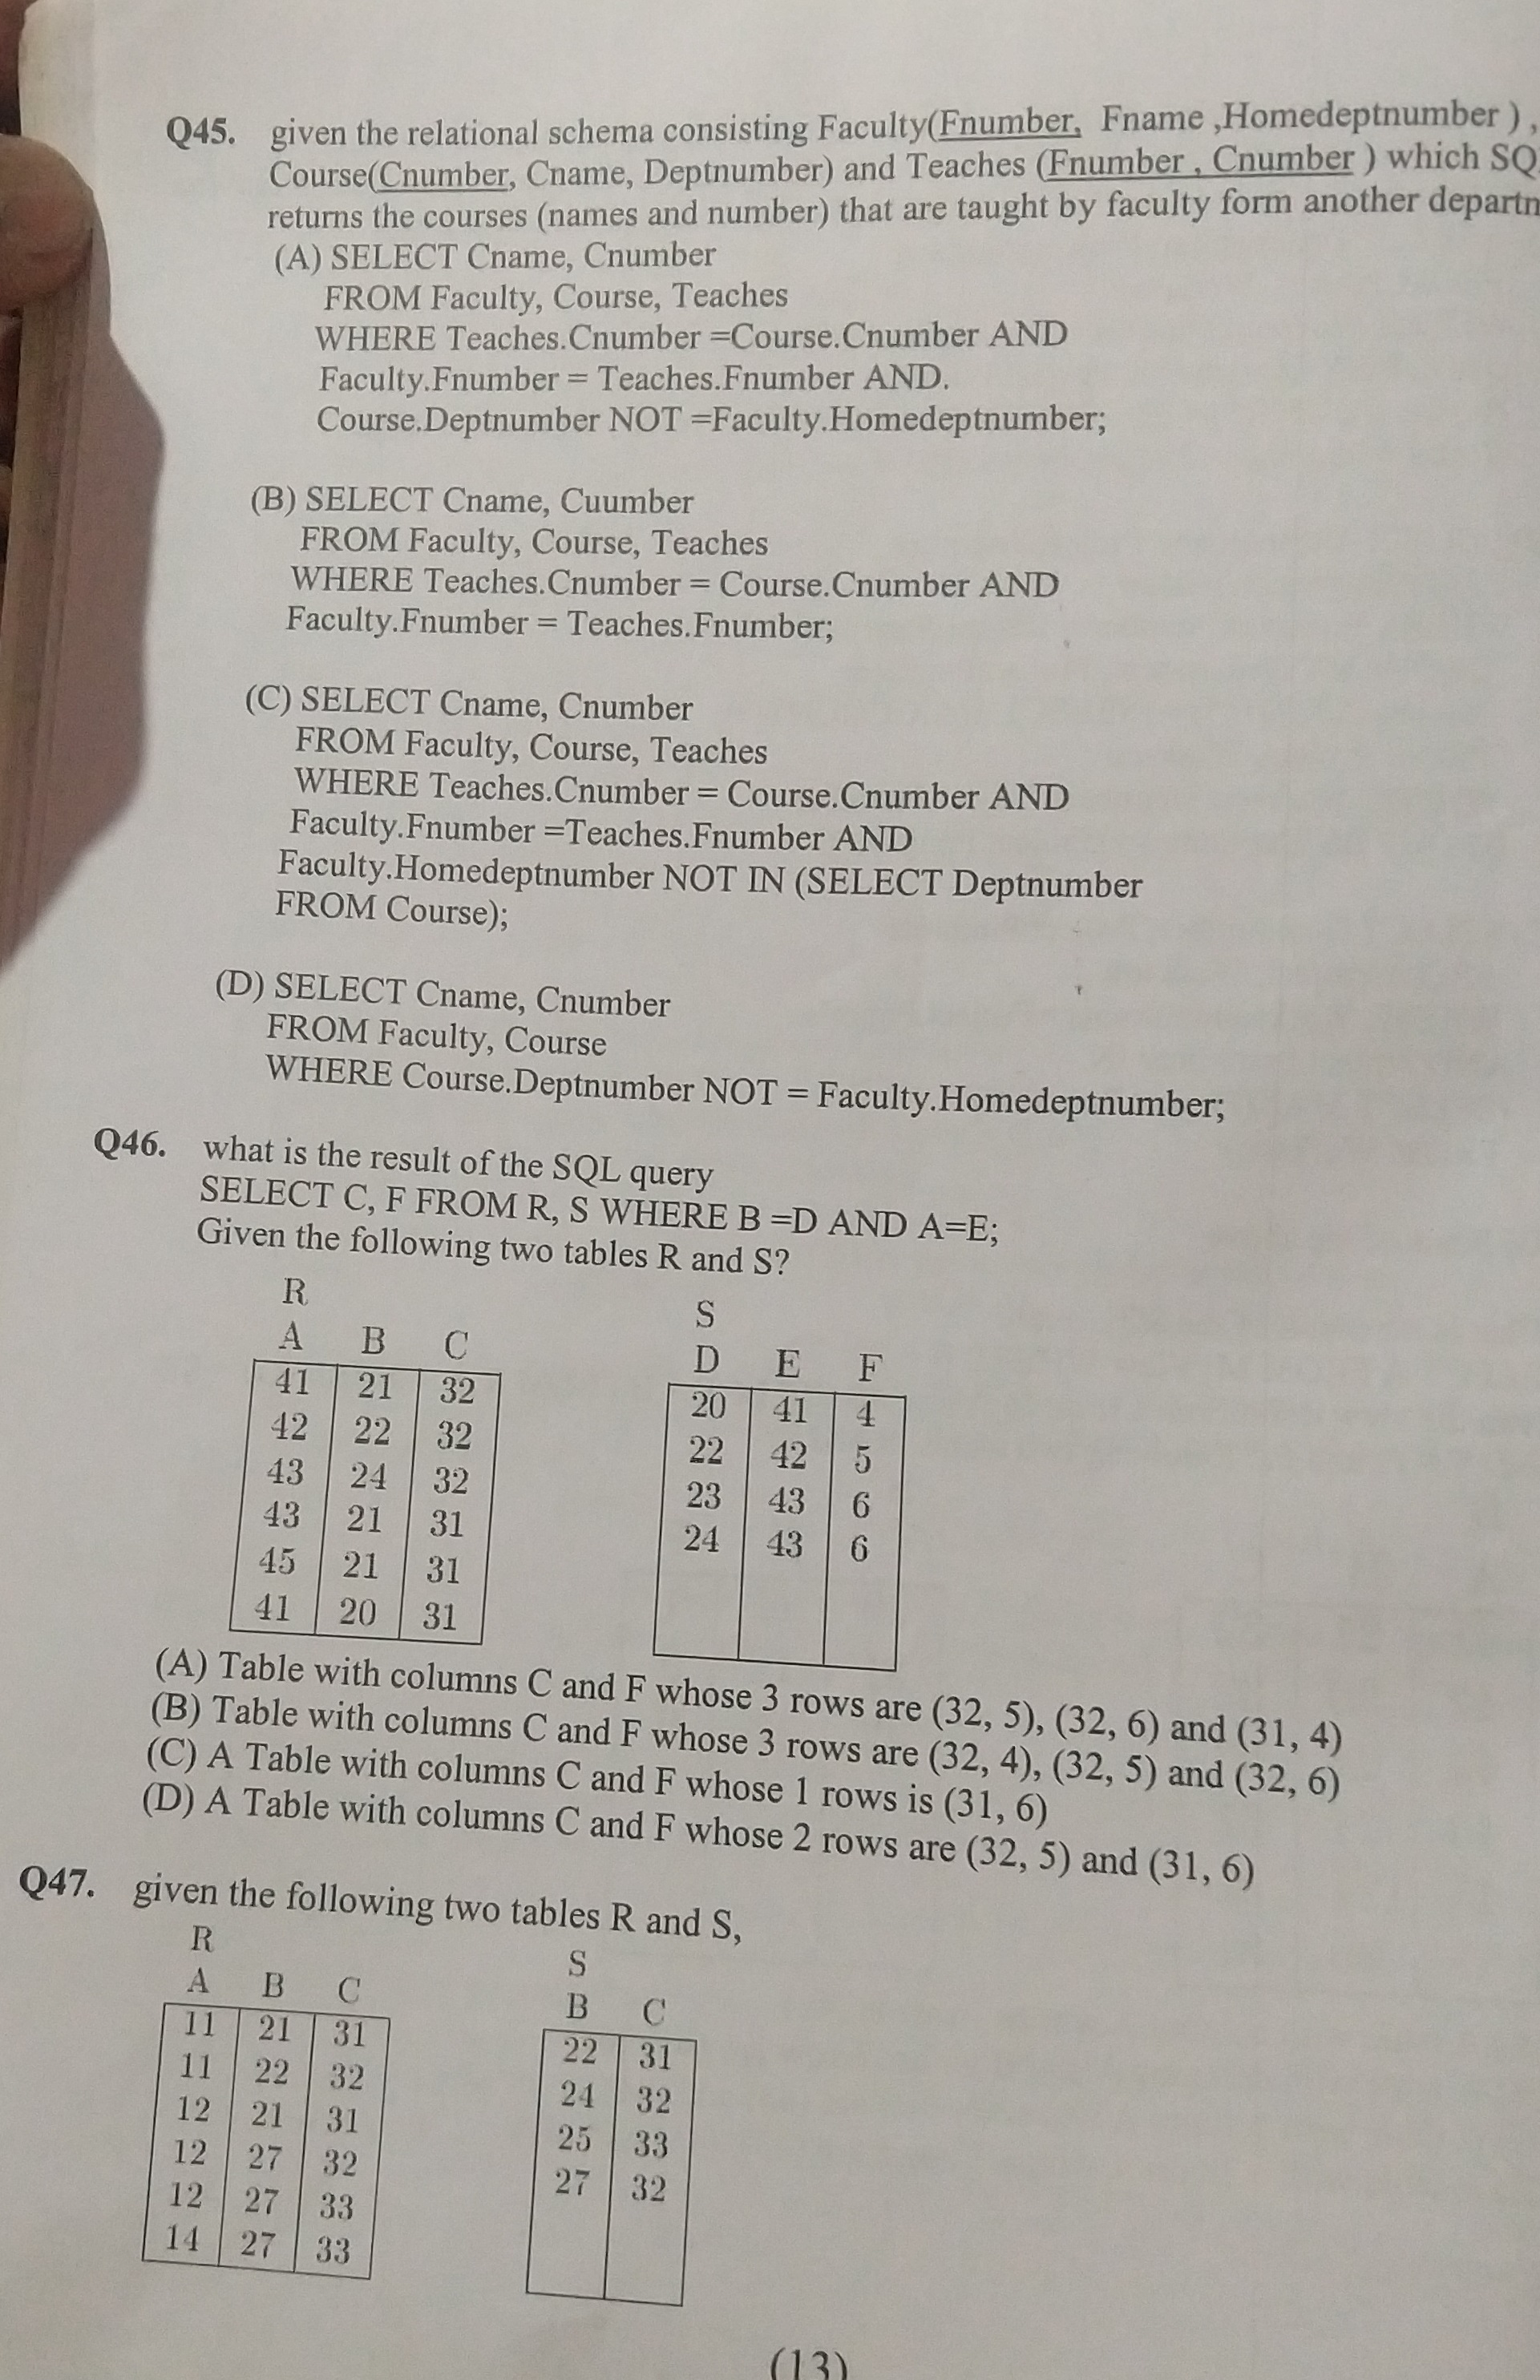 Q45. given the relational schema consisting Faculty(Fnumber, Fname ,Homedeptnumber ) ,
Course(Cnumber, Cname, Deptnumber) and Teaches (Fnumber , Cnumber ) which SQ
returns the courses (names and number) that are taught by faculty form another departn
(A) SELECT Cname, Cnumber
FROM Faculty, Course, Teaches
WHERE Teaches.Cnumber =Course.Cnumber AND
Faculty.Fnumber = Teaches.Fnumber AND.
Course.Deptnumber NOT =Faculty.Homedeptnumber;
(B) SELECT Cname, Cuumber
FROM Faculty, Course, Teaches
WHERE Teaches.Cnumber = Course.Cnumber AND
Faculty.Fnumber = Teaches.Fnumber;
(C) SELECT Cname, Cnumber
FROM Faculty, Course, Teaches
WHERE Teaches.Cnumber = Course.Cnumber AND
Faculty.Fnumber =Teaches.Fnumber AND
Faculty.Homedeptnumber NOT IN (SELECT Deptnumber
FROM Course);
(D) SELECT Cname, Cnumber
FROM Faculty, Course
WHERE Course.Deptnumber NOT = Faculty.Homedeptnumber;
Q46. what is the result of the SQL query
SELECT C, F FROM R, S WHERE B =D AND A=E;
Given the following two tables R and S?
R
A B C
41 21 32
42 22 32
43 24 32
43 21 31
45 21 31
41 20 31
S
D E F
20 41 4
22 42 5
23 43 6
24 43 6
(A) Table with columns C and F whose 3 rows are (32, 5), (32, 6) and (31, 4)
(B) Table with columns C and F whose 3 rows are (32, 4), (32, 5) and (32, 6)
(C) A Table with columns C and F whose 1 rows is (31, 6)
(D) A Table with columns C and F whose 2 rows are (32, 5) and (31, 6)
Q47. given the following two tables R and S,
R
A B C
11 21 31
11 22 32
12 21 31
12 27 32
12 27 33
14 27 33
S
B C
22 31
24 32
25 33
27 32
(13)